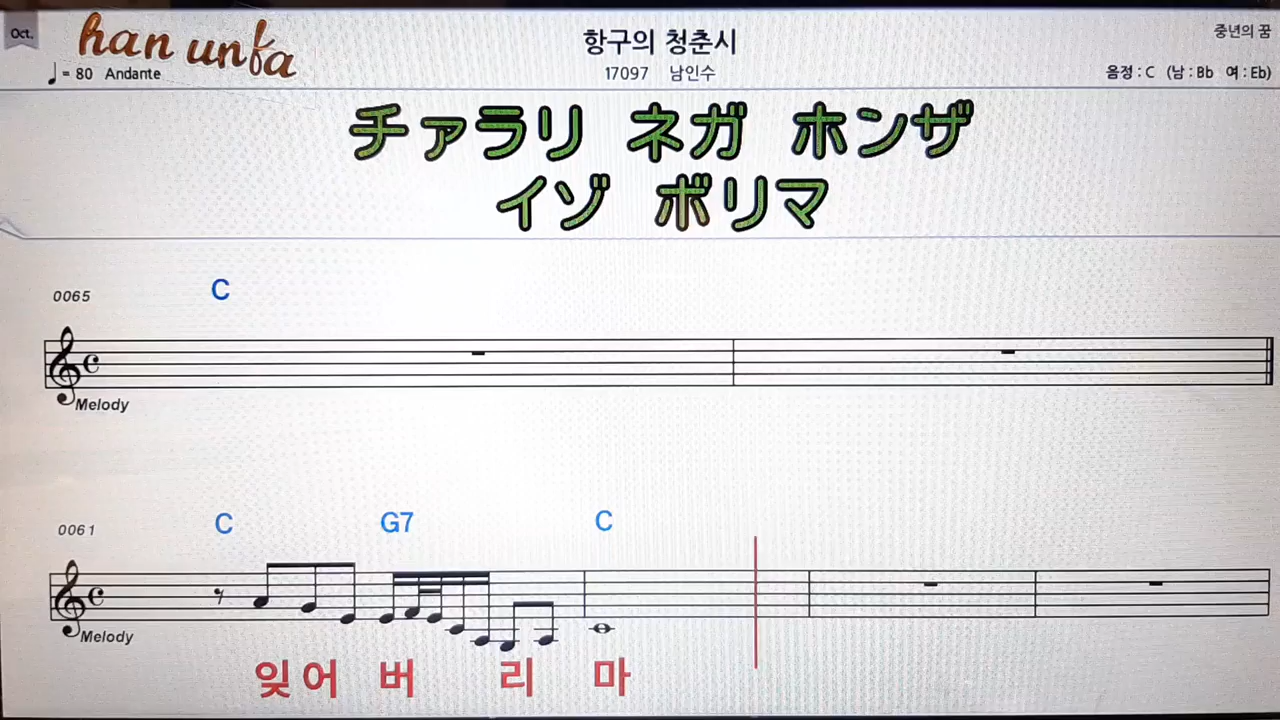 Oct.
han unfa
항구의 청춘시
중년의 꿈
♩ = 80 Andante
17097 남인수
음정 : C (남 : Bb 여 : Eb)
チァラリ ネガ ホンザ
イゾ ボリマ
0065
C
Melody
0061
C G7 C
Melody
잊어 버 리 마